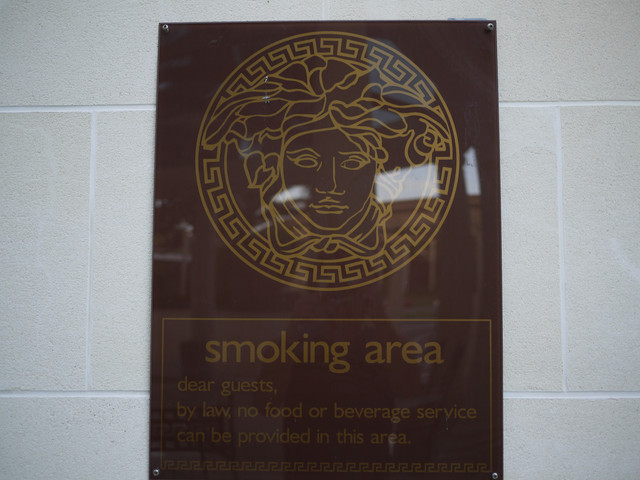 smoking area
dear guests,
by law, no food or beverage service
can be provided in this area.